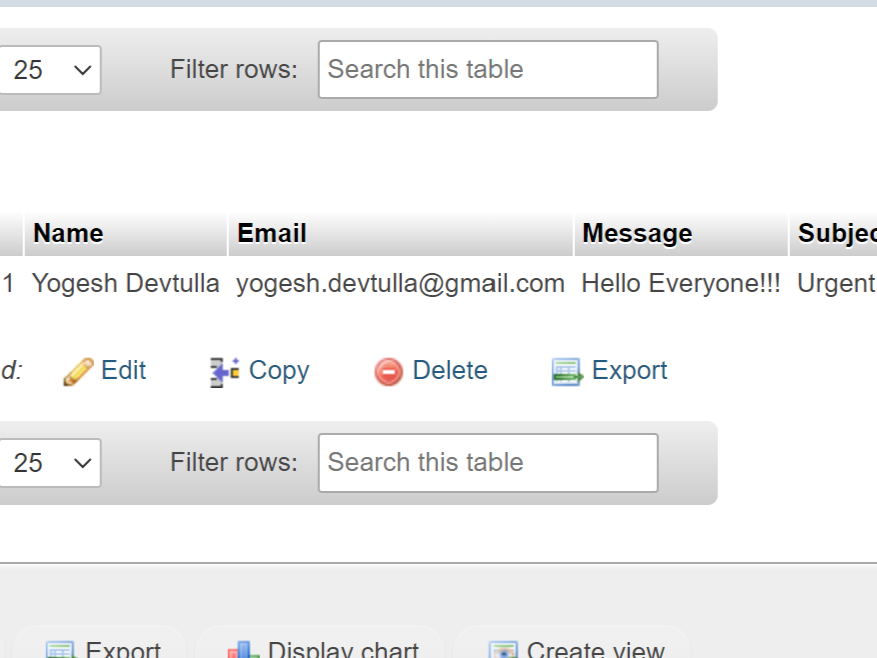 25 Filter rows: Search this table
Name Email Message Subjec
1 Yogesh Devtulla yogesh.devtulla@gmail.com Hello Everyone!!! Urgent
d: Edit Copy Delete Export
25 Filter rows: Search this table
Export Display chart Create view